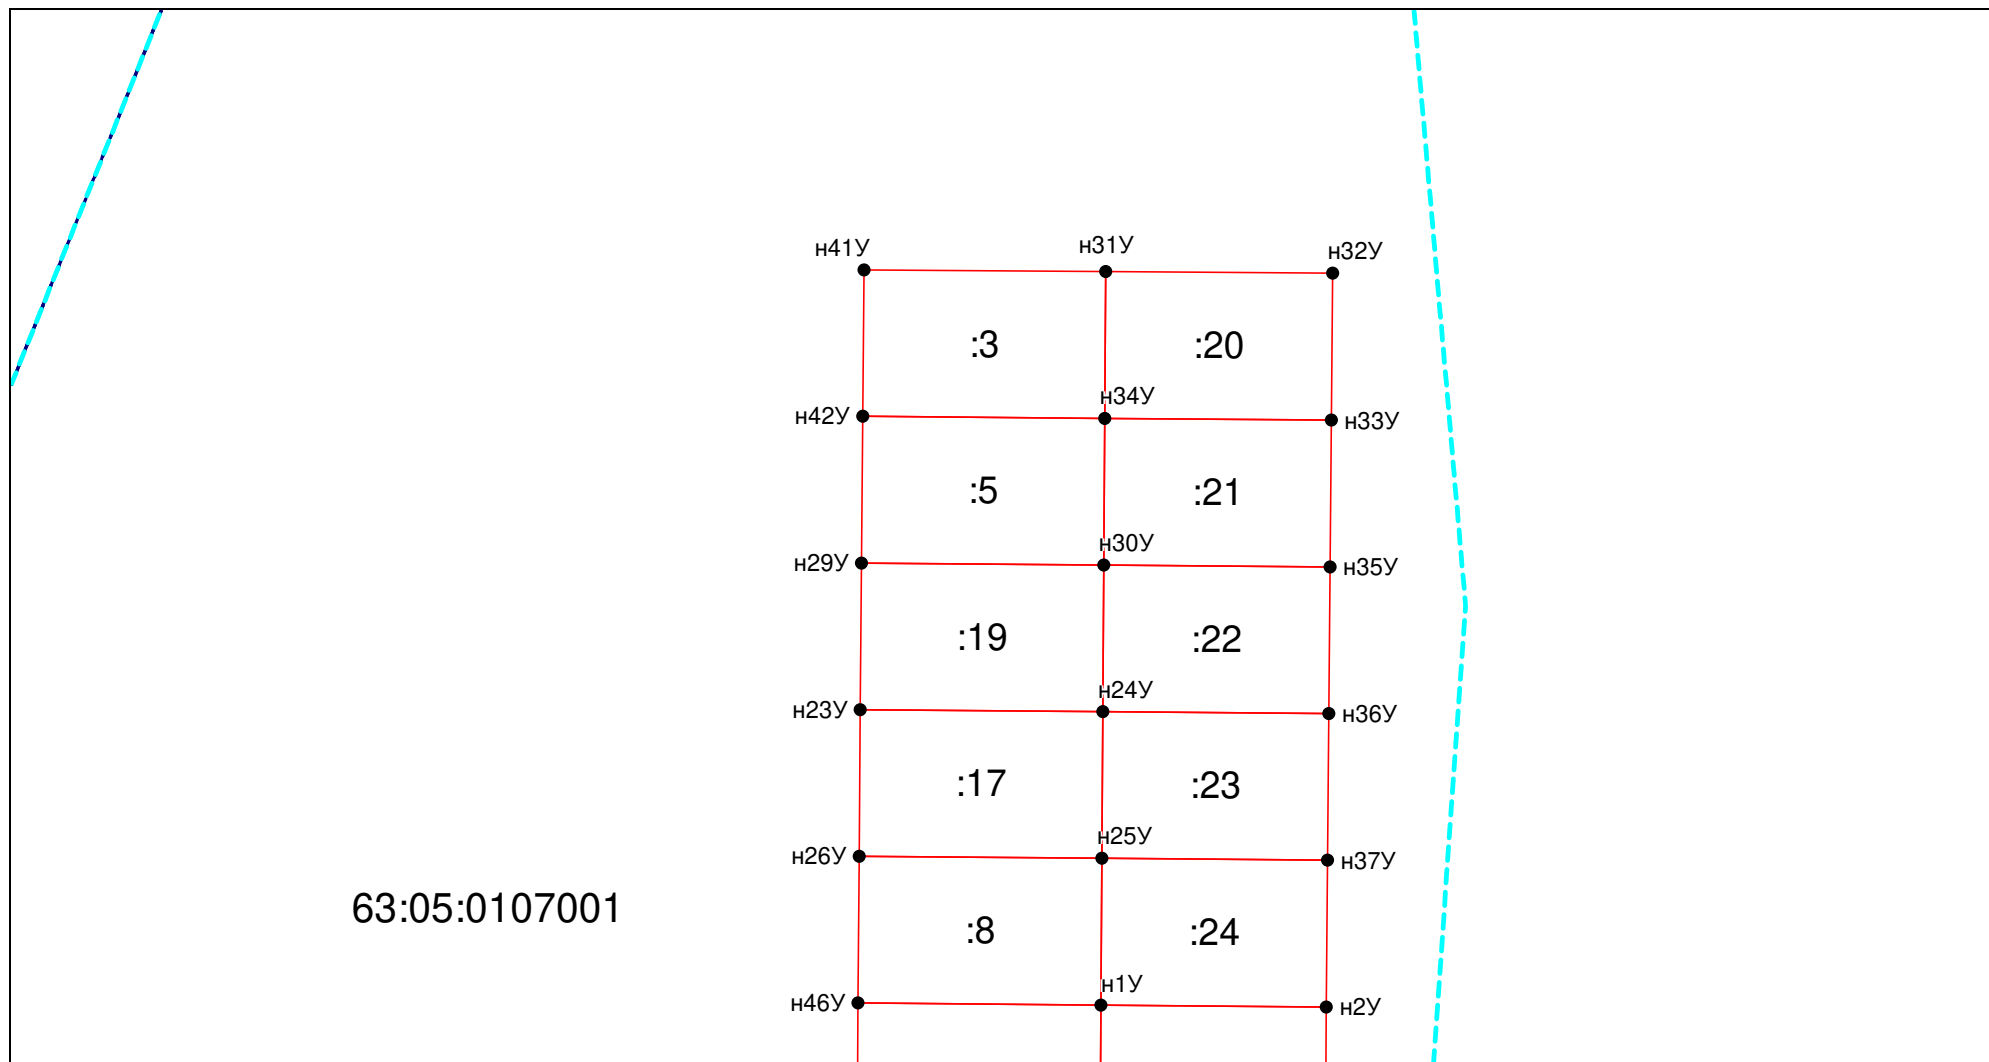 н41У н31У н32У
:3 :20
н42У н34У н33У
:5 :21
н29У н30У н35У
:19 :22
н23У н24У н36У
:17 :23
н26У н25У н37У
63:05:0107001
:8 :24
н46У н1У н2У